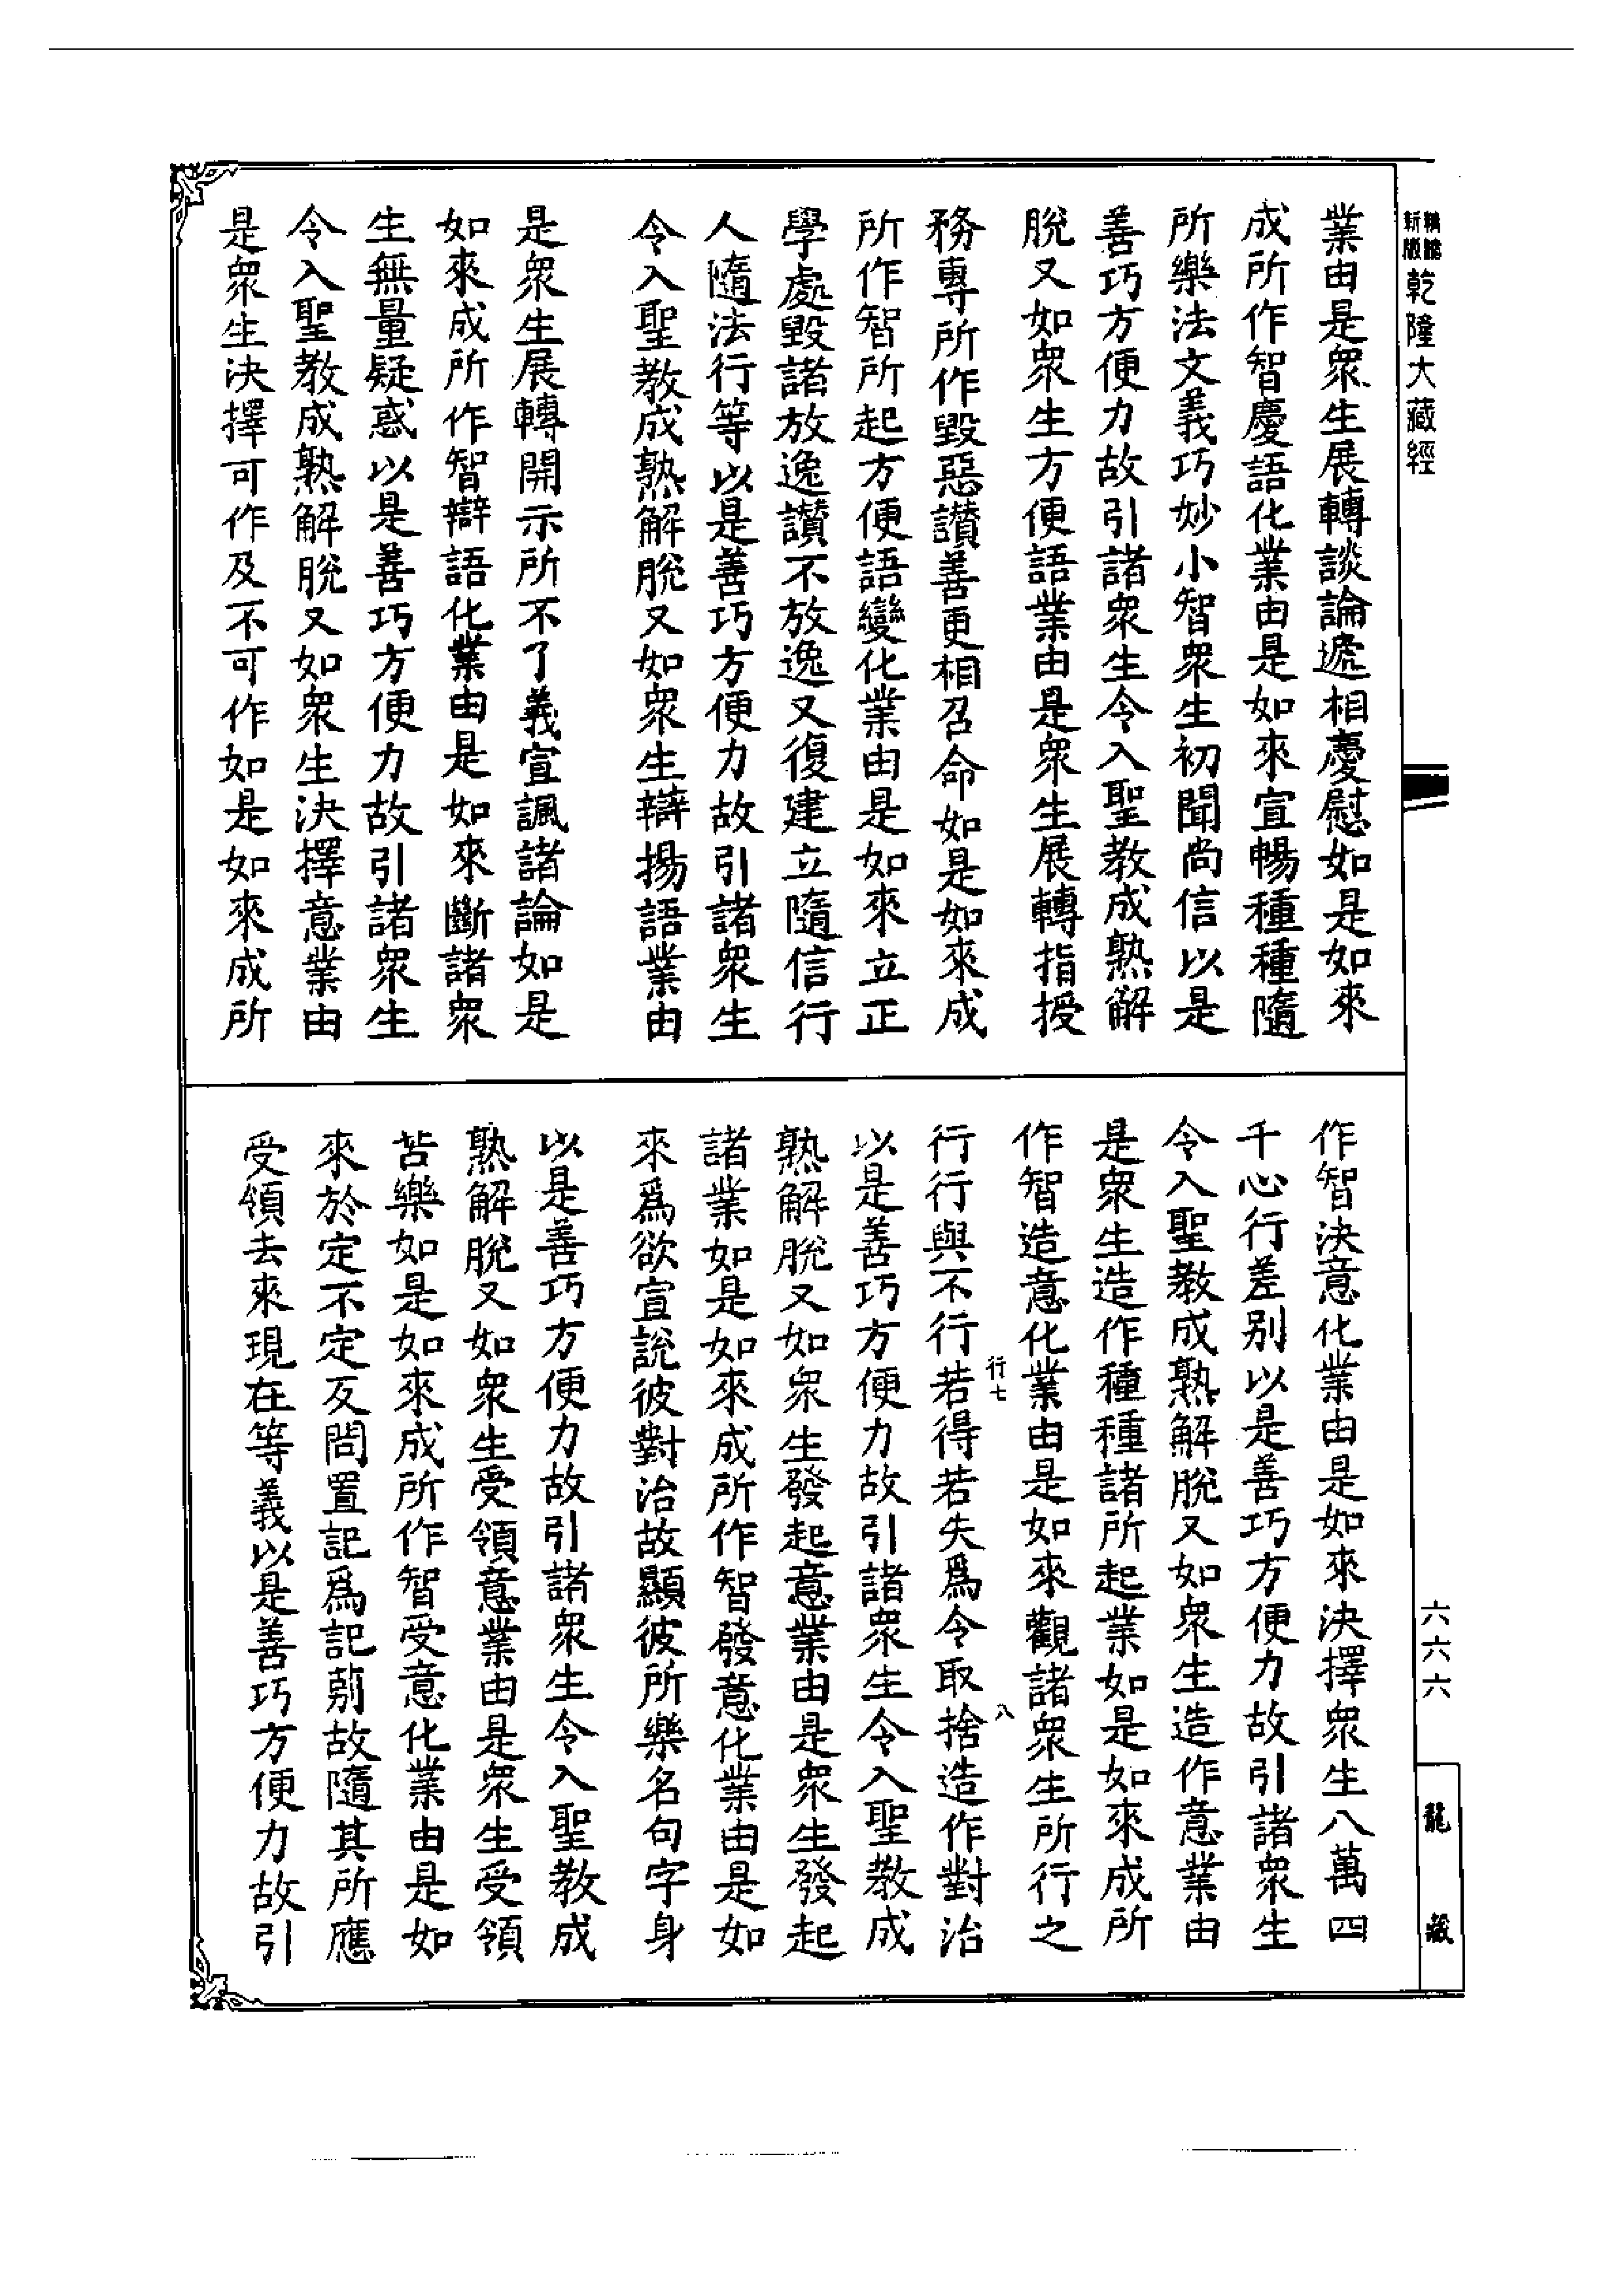 精縮新版乾隆大藏經
業由是衆生展轉談論遞相慶慰如是如來
成所作智慶語化業由是如來宣暢種種隨
所樂法文義巧妙小智衆生初聞尚信以是
善巧方便力故引諸衆生令入聖教成熟解
脫又如衆生方便語業由是衆生展轉指授
務專所作毀惡讃善更相召命如是如來成
所作智所起方便語變化業由是如來立正
學處毀諸放逸讃不放逸又復建立隨信行
人隨法行等以是善巧方便力故引諸衆生
令入聖教成熟解脫又如衆生辯揚語業由
是衆生展轉開示所不了義宣諷諸論如是
如來成所作智辯語化業由是如來斷諸衆
生無量疑惑以是善巧方便力故引諸衆生
令入聖教成熟解脫又如衆生決擇意業由
是衆生決擇可作及不可作如是如來成所
作智決意化業由是如來決擇衆生八萬四
千心行差别以是善巧方便力故引諸衆生
令入聖教成熟解脫又如衆生造作意業由
是衆生造作種種諸所起業如是如來成所
作智造意化業由是如來觀諸衆生所行之
行七
八
行行與不行若得若失爲令取捨造作對治
以是善巧方便力故引諸衆生令入聖教成
熟解脫又如衆生發起意業由是衆生發起
諸業如是如來成所作智發意化業由是如
來爲欲宣說彼對治故顯彼所樂名句字身
以是善巧方便力故引諸衆生令入聖教成
熟解脫又如衆生受領意業由是衆生受領
苦樂如是如來成所作智受意化業由是如
來於定不定反問置記爲記莂故隨其所應
受領去來現在等義以是善巧方便力故引
六六六
龍
藏